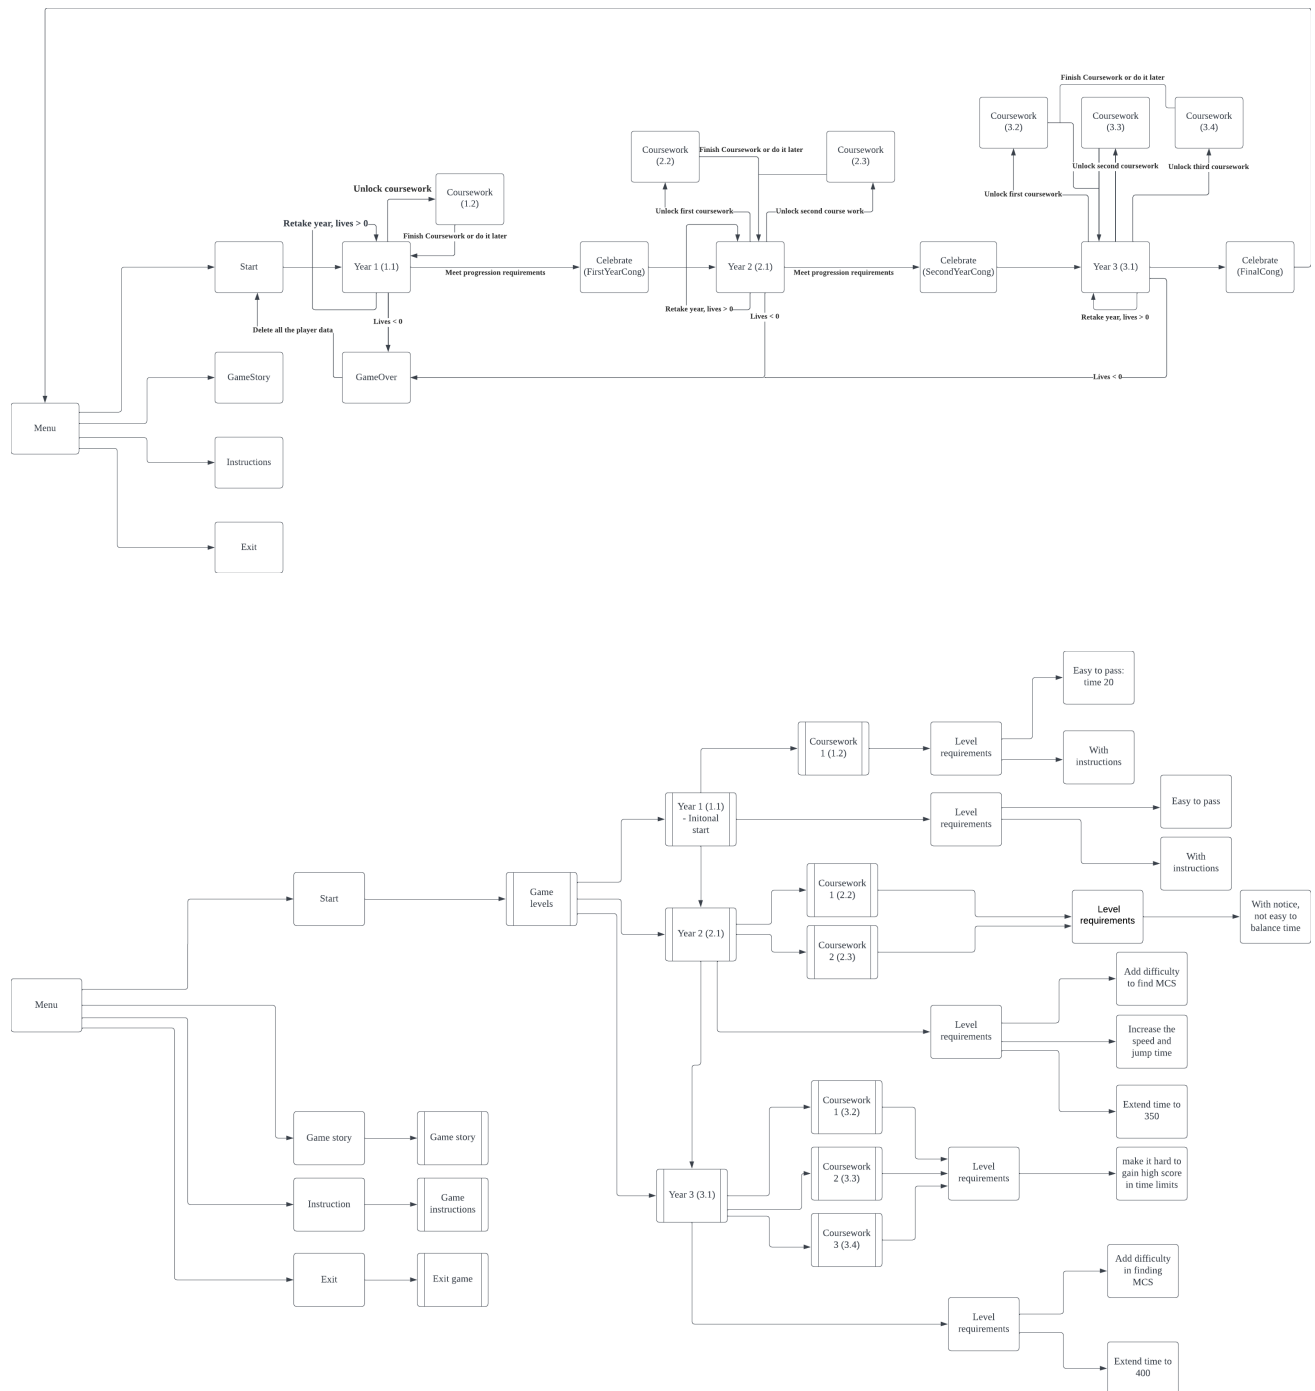 Finish Coursework or do it later
Coursework
(3.2)
Coursework
(3.3)
Coursework
(3.4)
Coursework
(2.2)
Finish Coursework or do it later
Coursework
(2.3)
Unlock second coursework
Unlock third coursework
Unlock coursework
Coursework
(1.2)
Unlock first coursework
Unlock first coursework
Unlock second course work
Retake year, lives > 0
Finish Coursework or do it later
Start
Year 1 (1.1)
Meet progression requirements
Celebrate
(FirstYearCong)
Year 2 (2.1)
Meet progression requirements
Celebrate
(SecondYearCong)
Year 3 (3.1)
Celebrate
(FinalCong)
Retake year, lives > 0
Lives < 0
Retake year, lives > 0
Lives < 0
Delete all the player data
GameStory
GameOver
Lives < 0
Menu
Instructions
Exit
Easy to pass:
time 20
Coursework
1 (1.2)
Level
requirements
With
instructions
Year 1 (1.1)
- Initonal
start
Level
requirements
Easy to pass
With
instructions
Start
Game
levels
Coursework
1 (2.2)
Level
requirements
With notice,
not easy to
balance time
Year 2 (2.1)
Coursework
2 (2.3)
Menu
Add difficulty
to find MCS
Level
requirements
Increase the
speed and
jump time
Extend time to
350
Coursework
1 (3.2)
Game story
Game story
Coursework
2 (3.3)
Level
requirements
make it hard to
gain high score
in time limits
Year 3 (3.1)
Instruction
Game
instructions
Coursework
3 (3.4)
Exit
Exit game
Add difficulty
in finding
MCS
Level
requirements
Extend time to
400